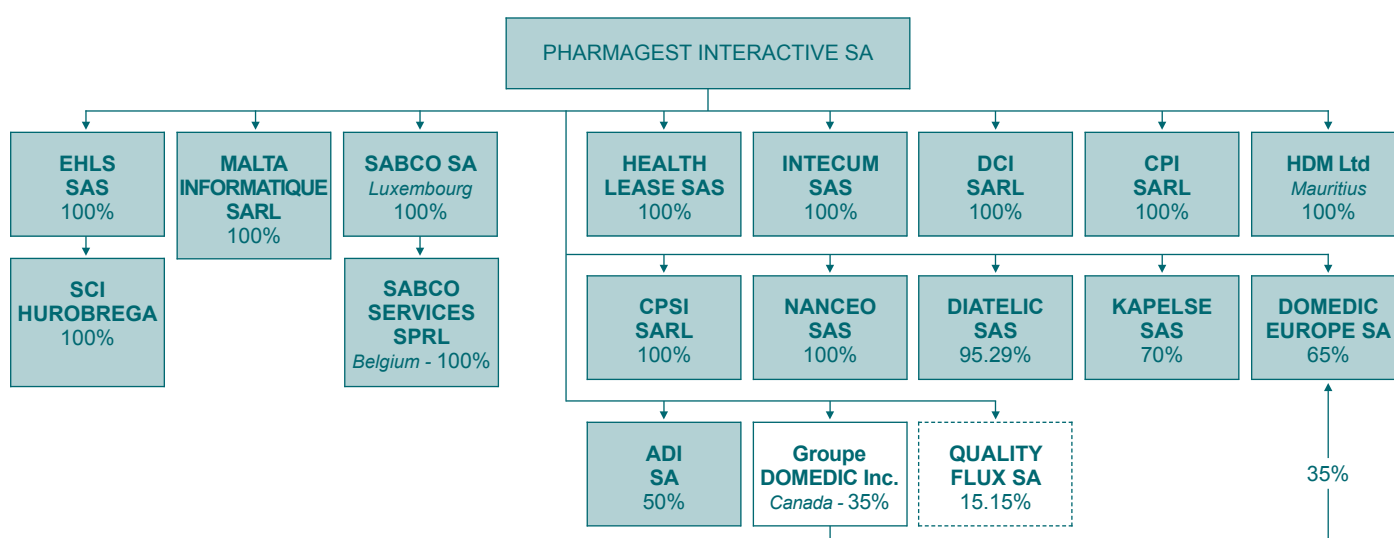 PHARMAGEST INTERACTIVE SA
EHLS
SAS
100%
MALTA
INFORMATIQUE
SARL
100%
SABCO SA
Luxembourg
100%
HEALTH
LEASE SAS
100%
INTECUM
SAS
100%
DCI
SARL
100%
CPI
SARL
100%
HDM Ltd
Mauritius
100%
SCI
HUROBREGA
100%
SABCO
SERVICES
SPRL
Belgium - 100%
CPSI
SARL
100%
NANCEO
SAS
100%
DIATELIC
SAS
95.29%
KAPELSE
SAS
70%
DOMEDIC
EUROPE SA
65%
ADI
SA
50%
Groupe
DOMEDIC Inc.
Canada - 35%
QUALITY
FLUX SA
15.15%
35%